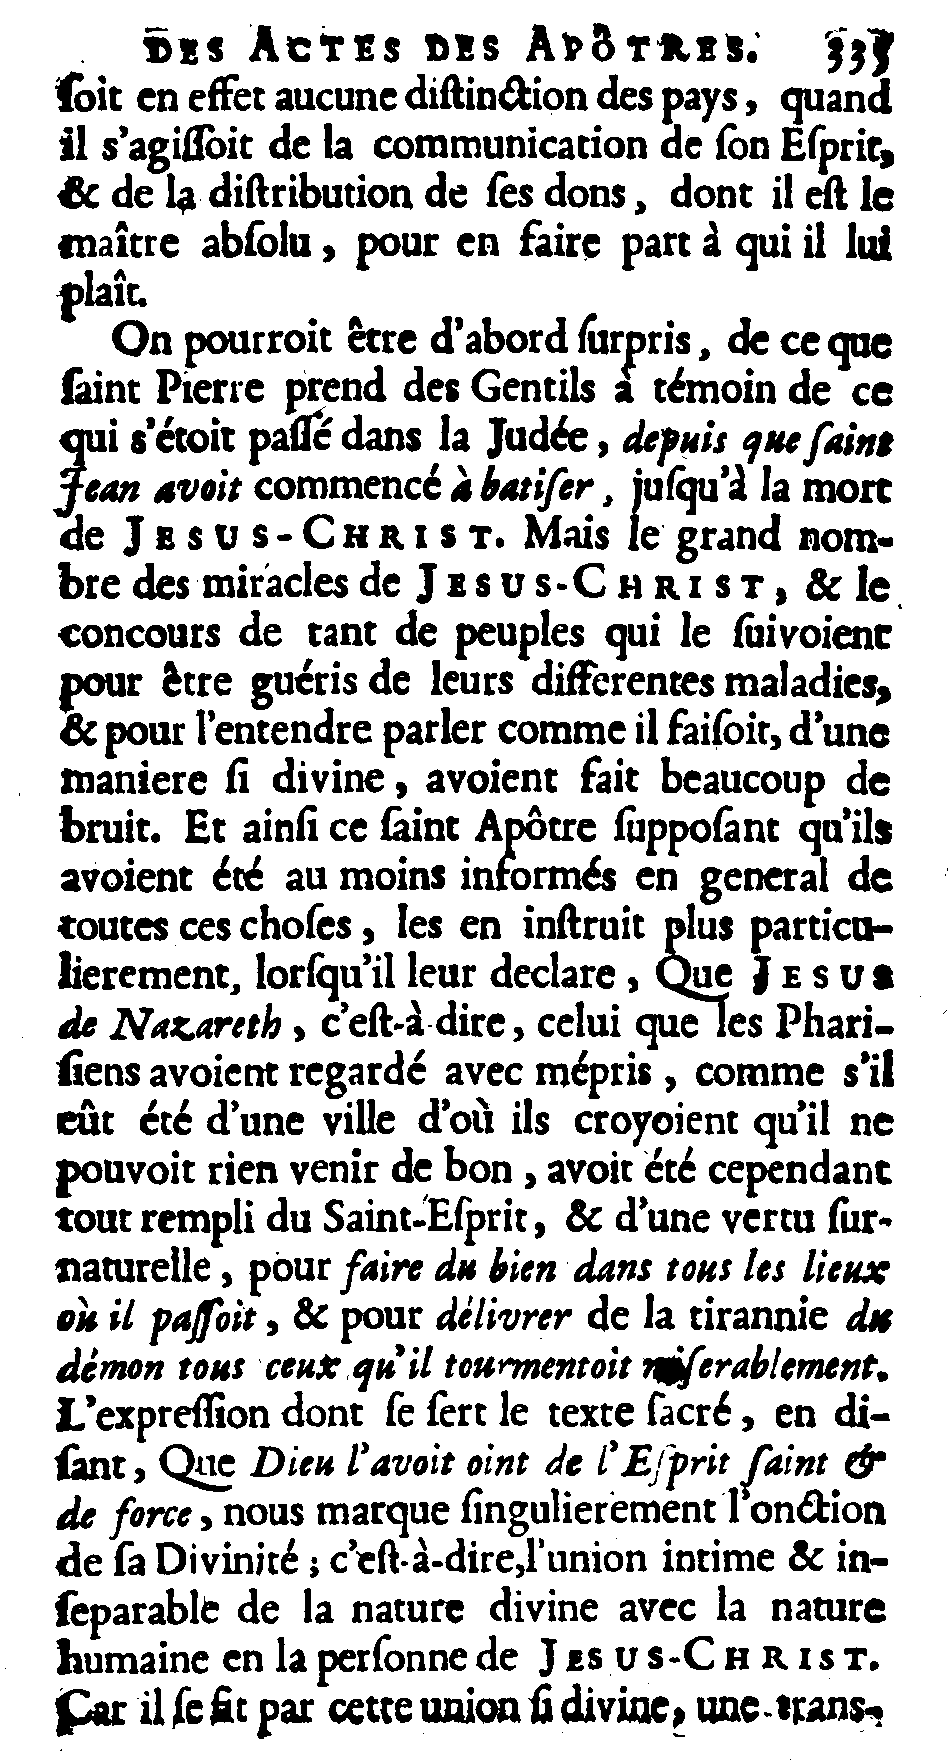 DES ACTES DES APÔTRES. 335
ſoit en effet aucune diſtinction des pays, quand
il s'agiſſoit de la communication de ſon Eſprit,
& de la diſtribution de ſes dons, dont il eſt le
maître abſolu, pour en faire part à qui il lui
plaît.
On pourroit être d'abord ſurpris, de ce que
ſaint Pierre prend des Gentils à témoin de ce
qui s'étoit paſſé dans la Judée, depuis que ſaint
Jean avoit commencé à batiſer, juſqu'à la mort
de JESUS-CHRIST. Mais le grand nom-
bre des miracles de JESUS-CHRIST, & le
concours de tant de peuples qui le ſuivoient
pour être guéris de leurs differentes maladies,
& pour l'entendre parler comme il faiſoit, d'une
maniere ſi divine, avoient fait beaucoup de
bruit. Et ainſi ce ſaint Apôtre ſuppoſant qu'ils
avoient été au moins informés en general de
toutes ces choſes, les en inſtruit plus particu-
lierement, lorſqu'il leur declare, Que JESUS
de Nazareth, c'eſt-à-dire, celui que les Phari-
ſiens avoient regardé avec mépris, comme s'il
eût été d'une ville d'où ils croyoient qu'il ne
pouvoit rien venir de bon, avoit été cependant
tout rempli du Saint-Eſprit, & d'une vertu ſur-
naturelle, pour faire du bien dans tous les lieux
où il paſſoit, & pour délivrer de la tirannie du
démon tous ceux qu'il tourmentoit miſerablement.
L'expreſſion dont ſe ſert le texte ſacré, en di-
ſant, Que Dieu l'avoit oint de l'Eſprit ſaint &
de force, nous marque ſingulierement l'onction
de ſa Divinité; c'eſt-à-dire, l'union intime & in-
ſeparable de la nature divine avec la nature
humaine en la perſonne de JESUS-CHRIST.
Car il ſe fit par cette union ſi divine, une trans-